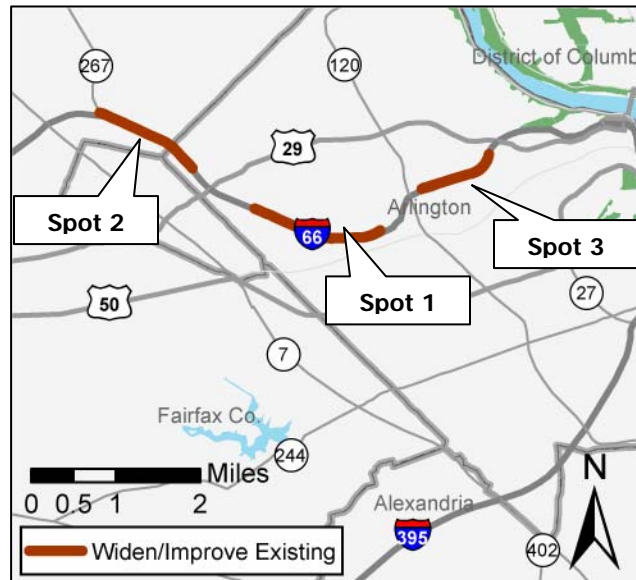 267
120
District of Columb
29
Spot 2
Arlington
66
Spot 3
Spot 1
50
27
7
Fairfax Co.
244
Miles
0 0.5 1 2
N
Alexandria
395
402
Widen/Improve Existing